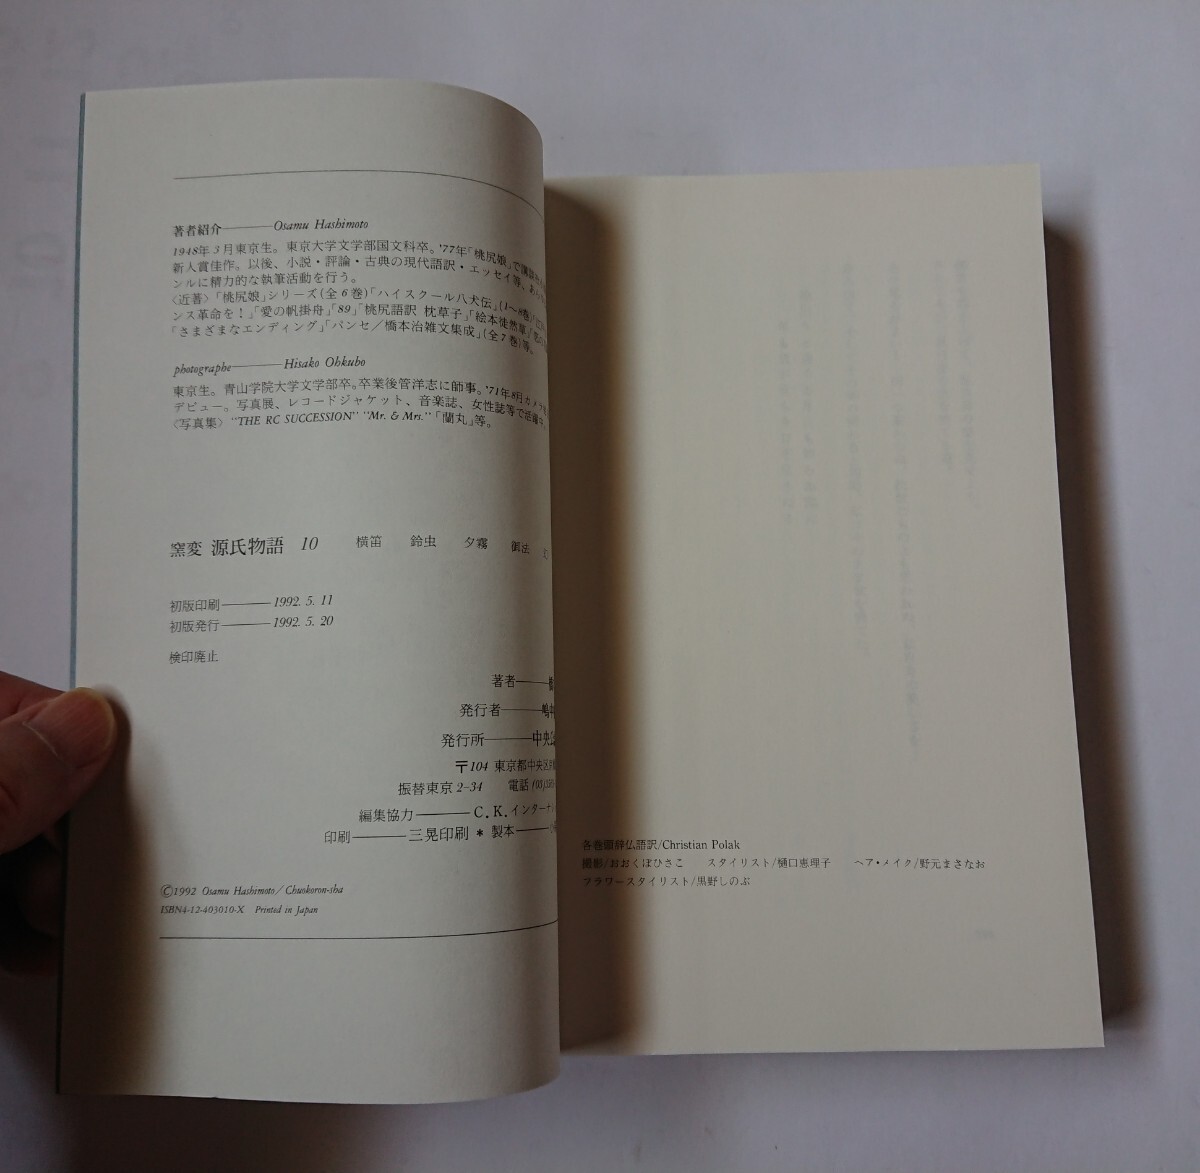 著者紹介———Osamu Hashimoto
1948年3月東京生。東京大学文学部国文科卒。'77年「桃尻娘」で講談
新人賞佳作。以後、小説・評論・古典の現代語訳・エッセイ等、あら
ンルに精力的な執筆活動を行う。
〈近著〉「桃尻娘」シリーズ(全6巻)「ハイスクール八犬伝」(1〜8巻)
ンス革命を！」「愛の帆掛舟」「89」「桃尻語訳 枕草子」「絵本徒然草」
「さまざまなエンディング」「パンセ／橋本治雑文集成」(全7巻)等。
photographe———Hisako Ohkubo
東京生。青山学院大学文学部卒。卒業後管洋志に師事。'71年8月カメ
デビュー。写真展、レコードジャケット、音楽誌、女性誌等で活躍中。
〈写真集〉“THE RC SUCCESSION” “Mr. & Mrs.”「蘭丸」等。
窯変 源氏物語 10 横笛 鈴虫 夕霧 御法
初版印刷———1992. 5. 11
初版発行———1992. 5. 20
検印廃止
著者———
発行者———嶋
発行所———中央
〒104 東京都中央区
振替東京2-34 電話
編集協力———C.K.インターナ
印刷———三晃印刷 * 製本———
©1992 Osamu Hashimoto／Chuokoron-sha
ISBN4-12-403010-X Printed in Japan
各巻題辞仏語訳/Christian Polak
撮影/おおくぼひさこ スタイリスト/樋口恵理子 ヘア・メイク/野元まさなお
フラワースタイリスト/黒野しのぶ